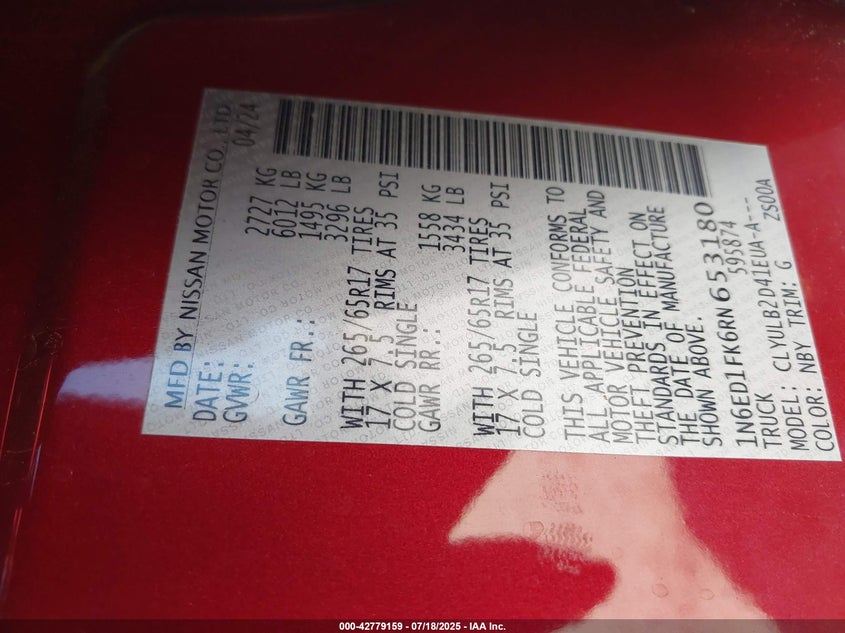 MFD BY NISSAN MOTOR CO., LTD.
DATE: 04/24
GVWR: 2727 KG
6012 LB
GAWR FR.: 1495 KG
3296 LB
WITH 265/65R17 TIRES
17 X 7.5 RIMS AT 35 PSI
COLD SINGLE
GAWR RR.: 1558 KG
3434 LB
WITH 265/65R17 TIRES
17 X 7.5 RIMS AT 35 PSI
COLD SINGLE
THIS VEHICLE CONFORMS TO
ALL APPLICABLE FEDERAL
MOTOR VEHICLE SAFETY AND
THEFT PREVENTION
STANDARDS IN EFFECT ON
THE DATE OF MANUFACTURE
SHOWN ABOVE.
1N6ED1FK6RN653180
TRUCK 595874
MODEL: CLYULB2D41EUA-A---
COLOR: NBY TRIM: G ZS00A
000-42779159 - 07/18/2025 - IAA Inc.